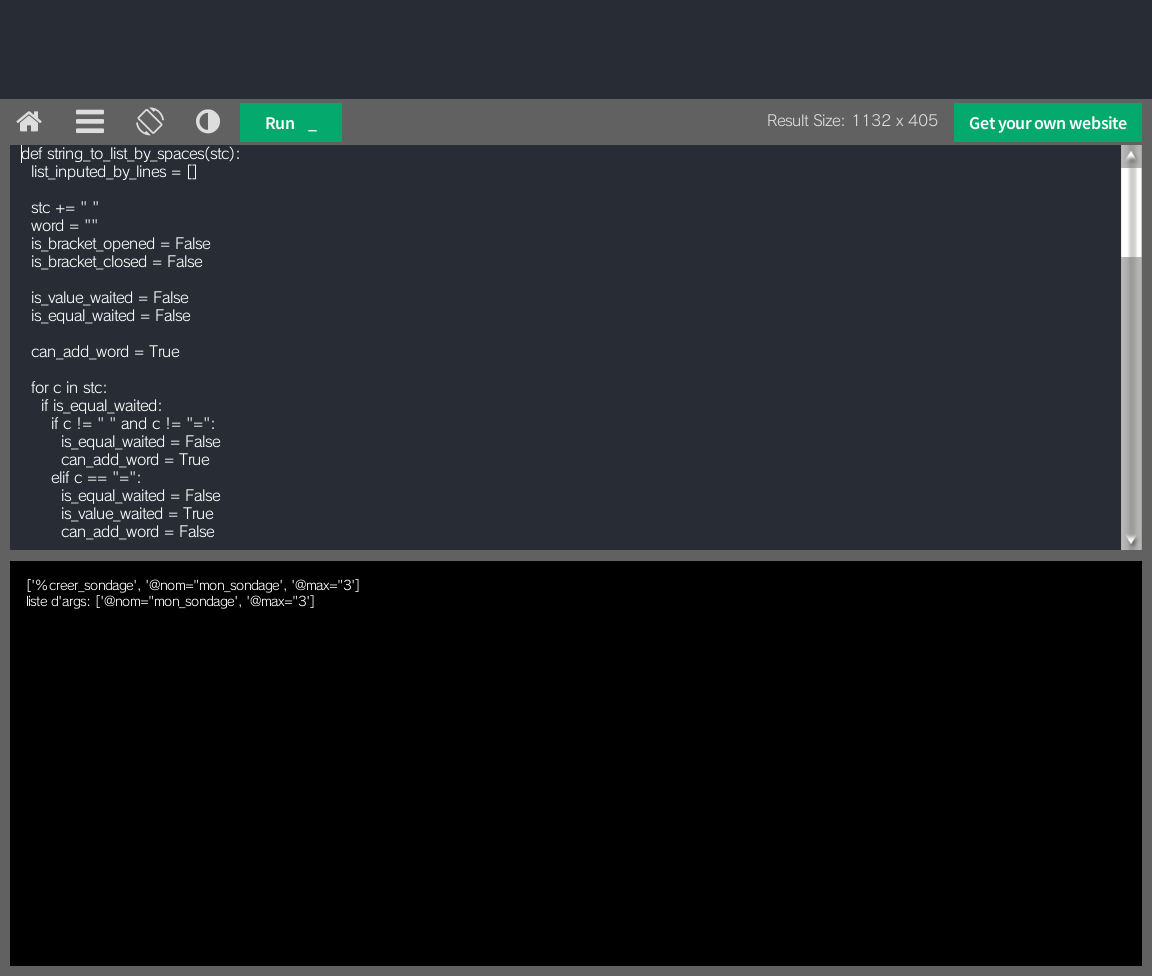 Run _
Result Size: 1132 x 405
Get your own website
def string_to_list_by_spaces(stc):
list_inputed_by_lines = []
stc += " "
word = ""
is_bracket_opened = False
is_bracket_closed = False
is_value_waited = False
is_equal_waited = False
can_add_word = True
for c in stc:
if is_equal_waited:
if c != " " and c != "=":
is_equal_waited = False
can_add_word = True
elif c == "=":
is_equal_waited = False
is_value_waited = True
can_add_word = False
['%creer_sondage', '@nom="mon_sondage', '@max="3']
liste d'args: ['@nom="mon_sondage', '@max="3']